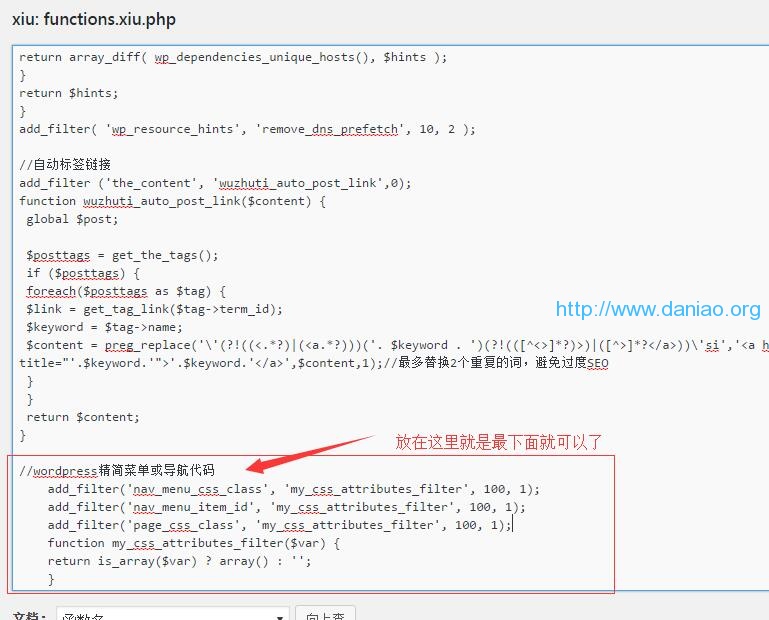 xiu: functions.xiu.php
return array_diff( wp_dependencies_unique_hosts(), $hints );
}
return $hints;
}
add_filter( 'wp_resource_hints', 'remove_dns_prefetch', 10, 2 );
//自动标签链接
add_filter ('the_content', 'wuzhuti_auto_post_link',0);
function wuzhuti_auto_post_link($content) {
global $post;
$posttags = get_the_tags();
if ($posttags) {
foreach($posttags as $tag) {
$link = get_tag_link($tag->term_id);
http://www.daniao.org
$keyword = $tag->name;
$content = preg_replace('\'(?!((<.*?)|(<a.*?)))('. $keyword . ')(?!(([^<>]*?)>)|([^>]*?</a>))\'si','<a h
title="'.$keyword.'">'.$keyword.'</a>',$content,1);//最多替换2个重复的词，避免过度SEO
}
}
return $content;
}
放在这里就是最下面就可以了
//wordpress精简菜单或导航代码
add_filter('nav_menu_css_class', 'my_css_attributes_filter', 100, 1);
add_filter('nav_menu_item_id', 'my_css_attributes_filter', 100, 1);
add_filter('page_css_class', 'my_css_attributes_filter', 100, 1);
function my_css_attributes_filter($var) {
return is_array($var) ? array() : '';
}
文档： 函数名 向上查